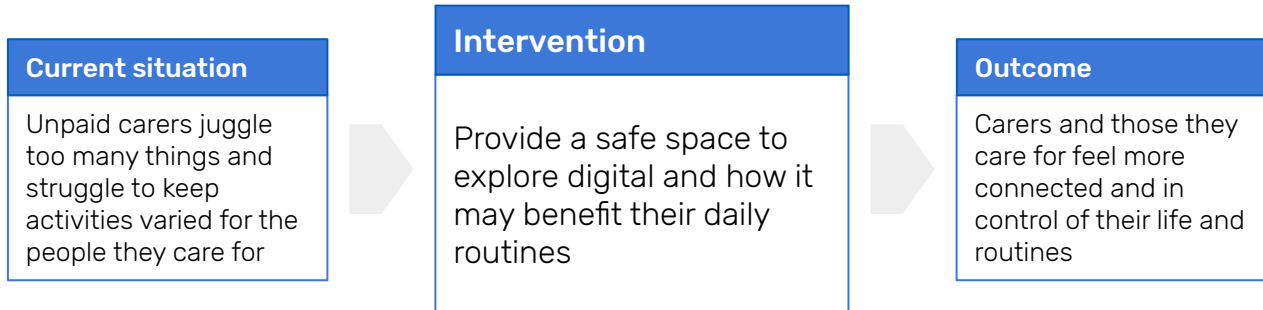 Current situation
Unpaid carers juggle
too many things and
struggle to keep
activities varied for the
people they care for
Intervention
Provide a safe space to
explore digital and how it
may benefit their daily
routines
Outcome
Carers and those they
care for feel more
connected and in
control of their life and
routines